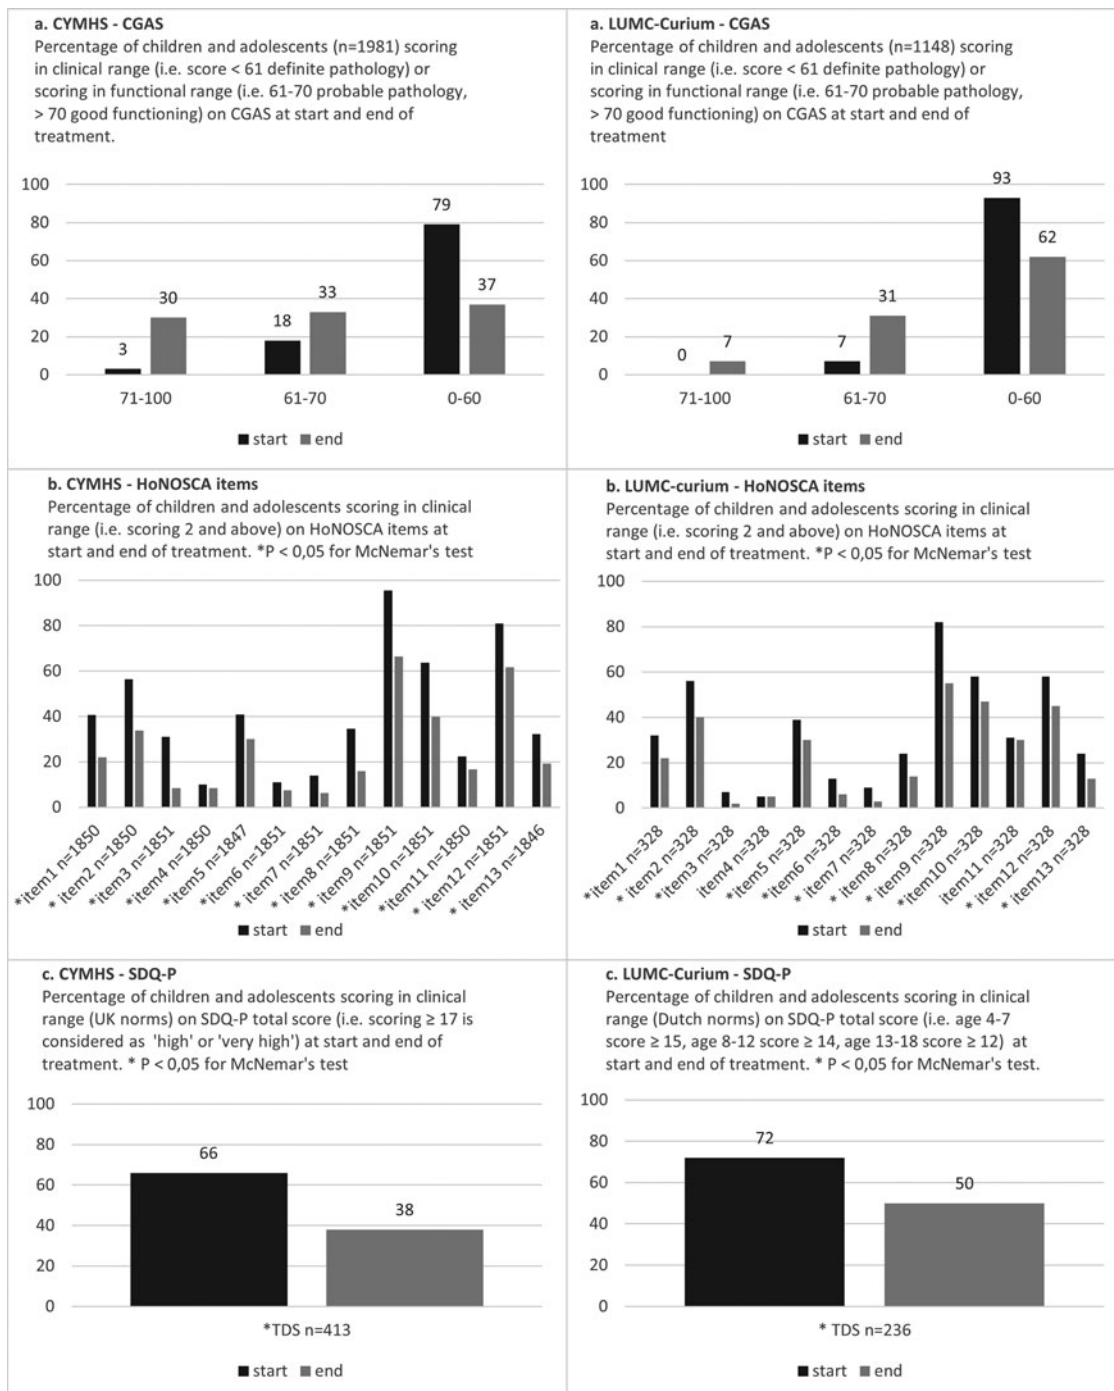 a. CYMHS - CGAS
Percentage of children and adolescents (n=1981) scoring
in clinical range (i.e. score < 61 definite pathology) or
scoring in functional range (i.e. 61-70 probable pathology,
> 70 good functioning) on CGAS at start and end of
treatment.
100
80
60
40
20
0
3
30
18
33
79
37
71-100
61-70
0-60
start
end
a. LUMC-Curium - CGAS
Percentage of children and adolescents (n=1148) scoring
in clinical range (i.e. score < 61 definite pathology) or
scoring in functional range (i.e. 61-70 probable pathology,
> 70 good functioning) on CGAS at start and end of
treatment
100
80
60
40
20
0
0
7
7
31
93
62
71-100
61-70
0-60
start
end
b. CYMHS - HoNOSCA items
Percentage of children and adolescents scoring in clinical
range (i.e. scoring 2 and above) on HoNOSCA items at
start and end of treatment. *P < 0,05 for McNemar's test
100
80
60
40
20
0
*item1 n=1850
* item2 n=1850
*item3 n=1851
*item4 n=1850
*item5 n=1847
*item6 n=1851
* item7 n=1851
* item8 n=1851
* item9 n=1851
*item10 n=1851
*item11 n=1850
* item12 n=1851
* item13 n=1846
start
end
b. LUMC-curium - HoNOSCA items
Percentage of children and adolescents scoring in clinical
range (i.e. scoring 2 and above) on HoNOSCA items at
start and end of treatment. *P < 0,05 for McNemar's test
100
80
60
40
20
0
*item1 n=328
* item2 n=328
*item3 n=328
item4 n=328
*item5 n=328
*item6 n=328
* item7 n=328
* item8 n=328
* item9 n=328
*item10 n=328
item11 n=328
* item12 n=328
* item13 n=328
start
end
c. CYMHS - SDQ-P
Percentage of children and adolescents scoring in clinical
range (UK norms) on SDQ-P total score (i.e. scoring ≥ 17 is
considered as 'high' or 'very high') at start and end of
treatment. * P < 0,05 for McNemar's test
100
80
60
40
20
0
66
38
*TDS n=413
start
end
c. LUMC-Curium - SDQ-P
Percentage of children and adolescents scoring in clinical
range (Dutch norms) on SDQ-P total score (i.e. age 4-7
score ≥ 15, age 8-12 score ≥ 14, age 13-18 score ≥ 12) at
start and end of treatment. * P < 0,05 for McNemar's test.
100
80
60
40
20
0
72
50
* TDS n=236
start
end